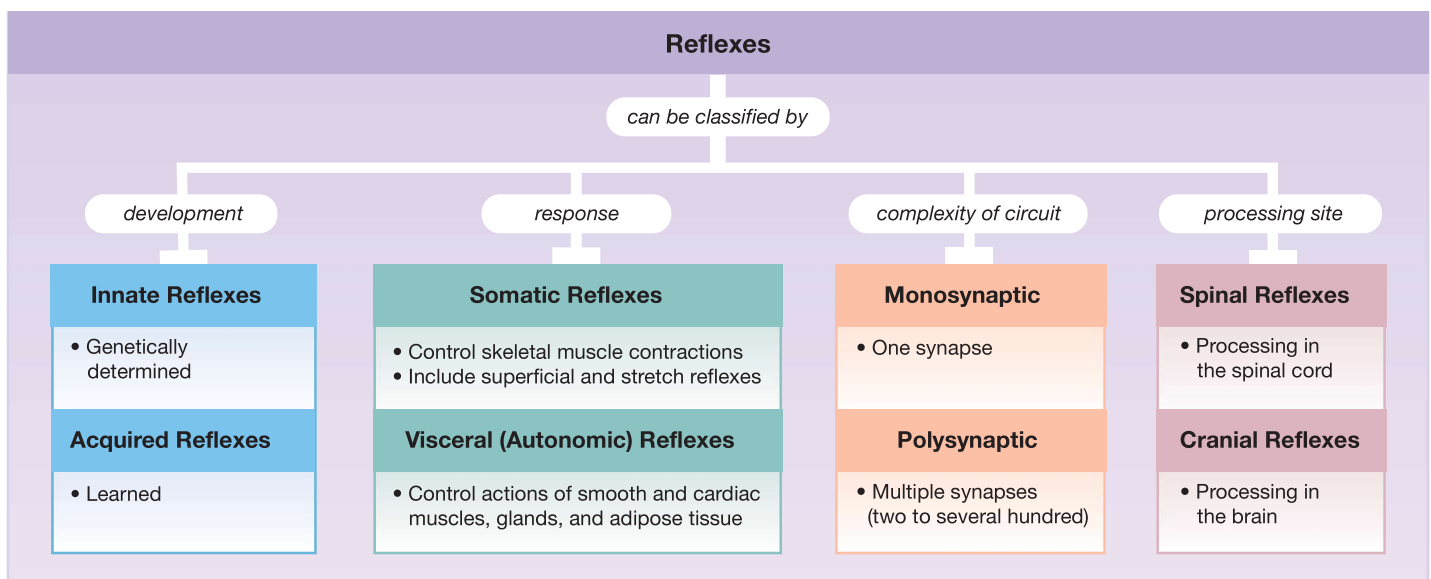 Reflexes
can be classified by
development
response
complexity of circuit
processing site
Innate Reflexes
• Genetically
determined
Acquired Reflexes
• Learned
Somatic Reflexes
• Control skeletal muscle contractions
• Include superficial and stretch reflexes
Visceral (Autonomic) Reflexes
• Control actions of smooth and cardiac
muscles, glands, and adipose tissue
Monosynaptic
• One synapse
Polysynaptic
• Multiple synapses
(two to several hundred)
Spinal Reflexes
• Processing in
the spinal cord
Cranial Reflexes
• Processing in
the brain